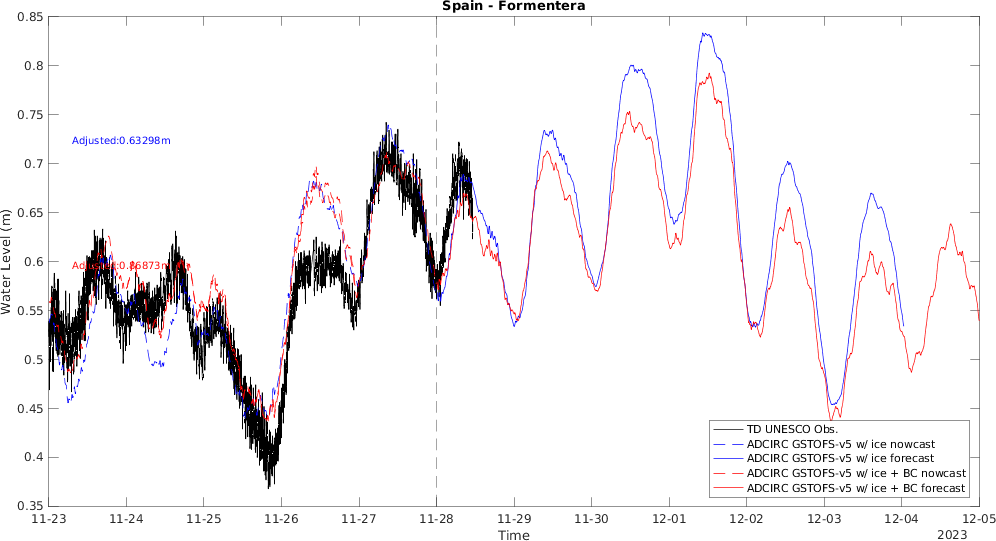 Spain - Formentera
0.85
0.8
0.75
0.7
0.65
0.6
0.55
0.5
0.45
0.4
0.35
Water Level (m)
Adjusted:0.63298m
11-23
11-24
11-25
11-26
11-27
11-28
11-29
11-30
12-01
12-02
12-03
12-04
12-05
Time
2023
TD UNESCO Obs.
ADCIRC GSTOFS-v5 w/ ice nowcast
ADCIRC GSTOFS-v5 w/ ice forecast
ADCIRC GSTOFS-v5 w/ ice + BC nowcast
ADCIRC GSTOFS-v5 w/ ice + BC forecast